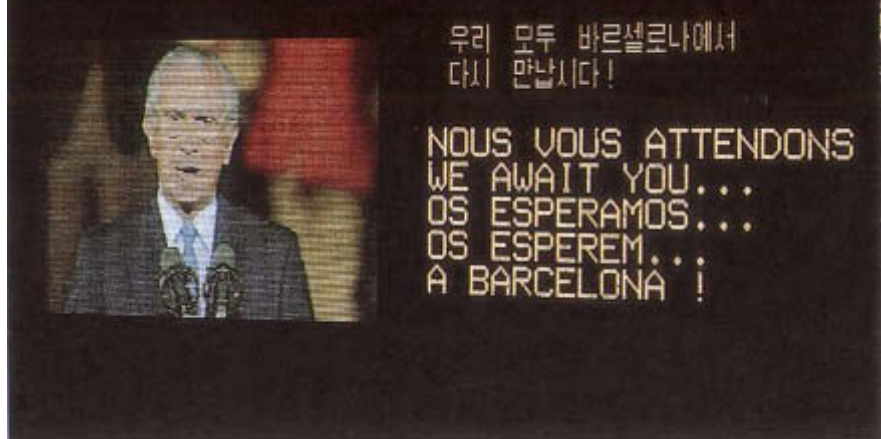 우리 모두 바르셀로나에서
다시 만납시다!
NOUS VOUS ATTENDONS
WE AWAIT YOU...
OS ESPERAMOS...
OS ESPEREM...
A BARCELONA !